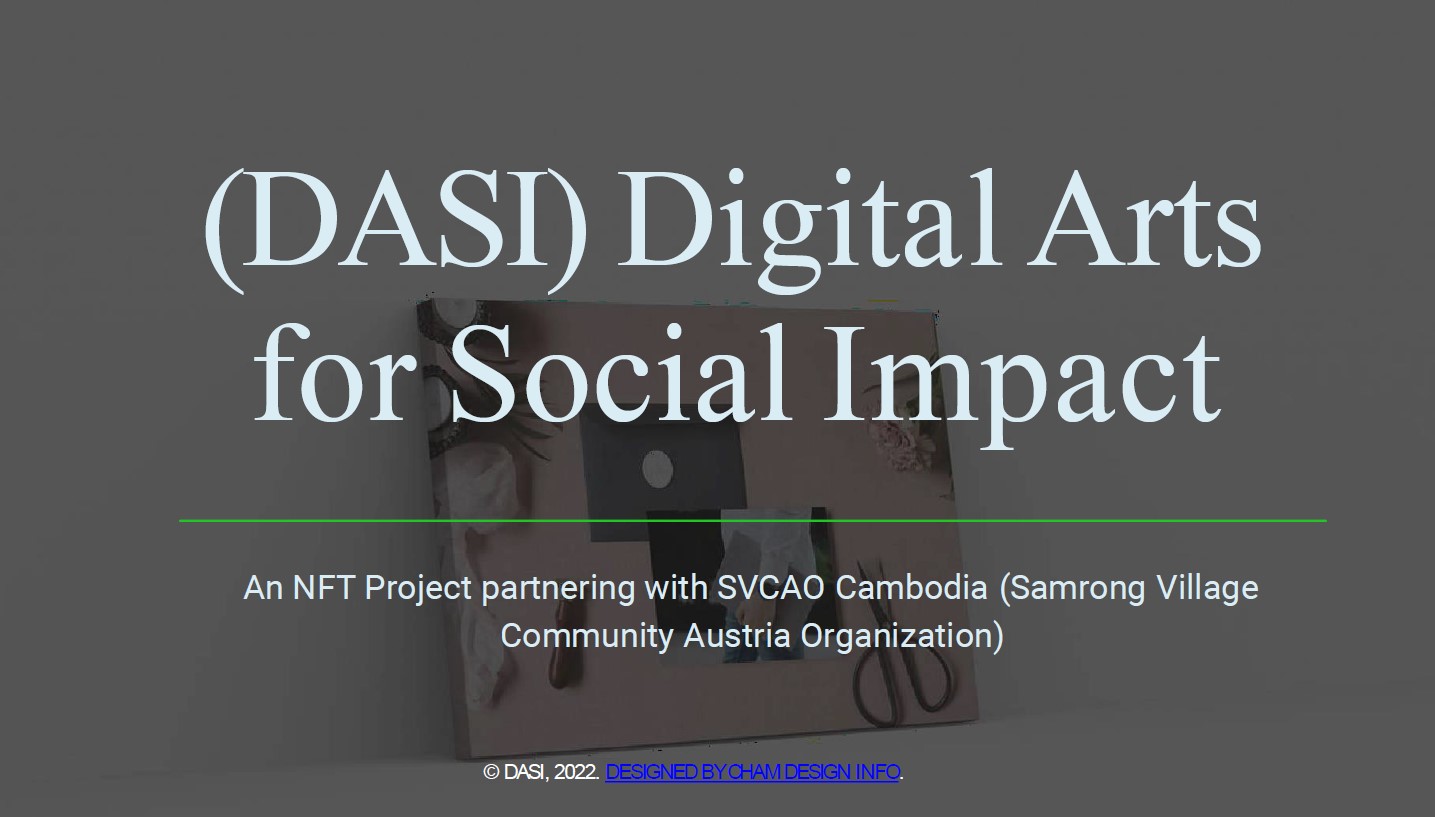 (DASI) Digital Arts
for Social Impact
An NFT Project partnering with SVCAO Cambodia (Samrong Village
Community Austria Organization)
© DASI, 2022. DESIGNED BY CHAM DESIGN INFO.